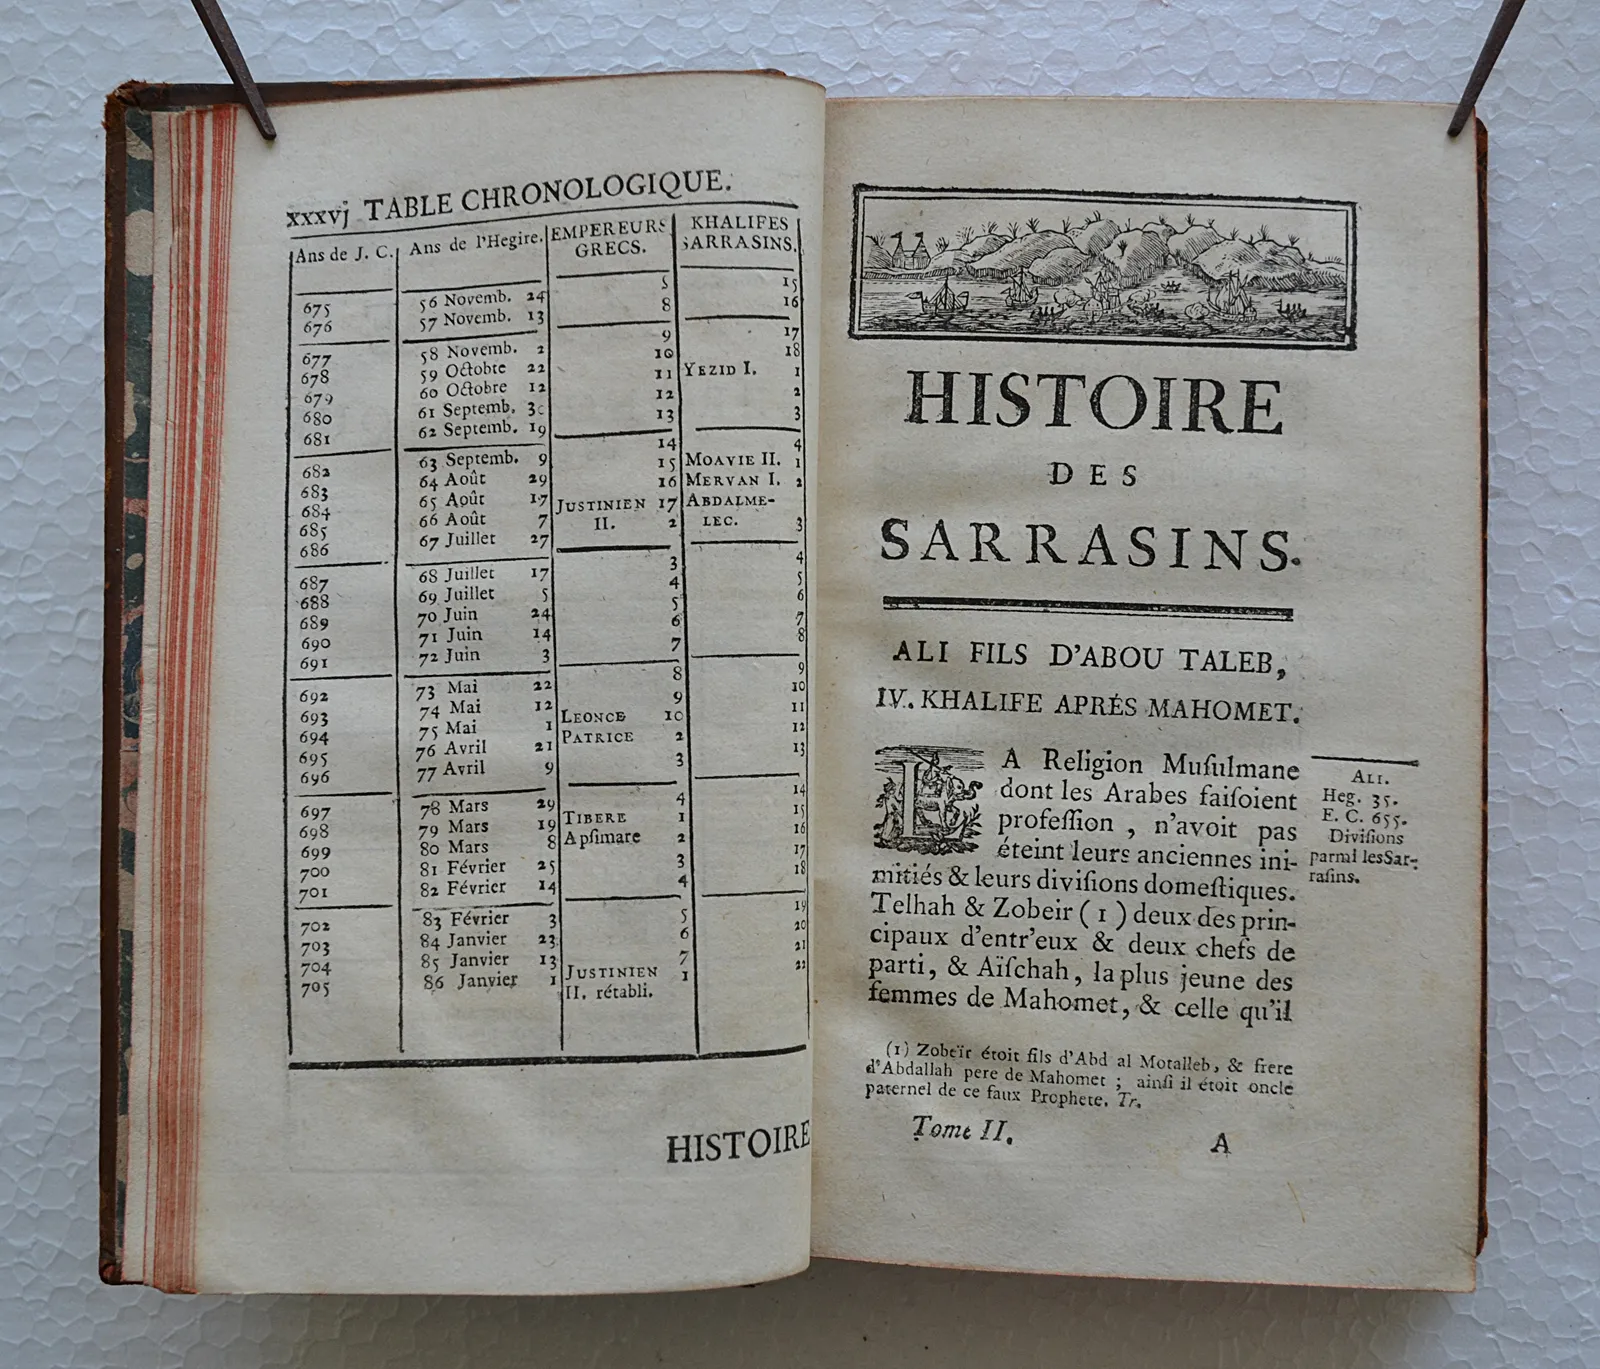 xxxvj TABLE CHRONOLOGIQUE.
Ans de J. C. Ans de l'Hegire. EMPEREURS KHALIFES
GRECS. SARRASINS.
675 56 Novemb. 24 5 15
676 57 Novemb. 13 8 16
677 58 Novemb. 2 9 17
678 59 Octobte 22 10 18
679 60 Octobre 12 11 YEZID I. 1
680 61 Septemb. 30 12 2
681 62 Septemb. 19 13 3
682 63 Septemb. 9 14 4
683 64 Août 29 15 MOAVIE II. 1
684 65 Août 17 16 MERVAN I. 2
685 66 Août 7 JUSTINIEN 17 ABDALME-
686 67 Juillet 27 II. 2 LEC. 3
687 68 Juillet 17 3 4
688 69 Juillet 5 4 5
689 70 Juin 24 5 6
690 71 Juin 14 6 7
691 72 Juin 3 7 8
692 73 Mai 22 8 9
693 74 Mai 12 9 10
694 75 Mai 1 LEONCE 10 11
695 76 Avril 21 PATRICE 2 12
696 77 Avril 9 3 13
697 78 Mars 29 4 14
698 79 Mars 19 TIBERE 1 15
699 80 Mars 8 Apſimare 2 16
700 81 Février 25 3 17
701 82 Février 14 4 18
702 83 Février 3 5 19
703 84 Janvier 23 6 20
704 85 Janvier 13 7 21
705 86 Janvier 1 JUSTINIEN 1 22
II. rétabli.
HISTOIRE
HISTOIRE
DES
SARRASINS.
ALI FILS D'ABOU TALEB,
IV. KHALIFE APRÉS MAHOMET.
LA Religion Muſulmane
dont les Arabes faiſoient
profeſſion, n'avoit pas
éteint leurs anciennes ini-
mitiés & leurs diviſions domeſtiques.
Telhah & Zobeir (1) deux des prin-
cipaux d'entr'eux & deux chefs de
parti, & Aïſchah, la plus jeune des
femmes de Mahomet, & celle qu'il
ALI.
Heg. 35.
E. C. 655.
Diviſions
parmi les Sar-
raſins.
(1) Zobeïr étoit fils d'Abd al Motalleb, & frere
d'Abdallah pere de Mahomet ; ainſi il étoit oncle
paternel de ce faux Prophete. Tr.
Tome II. A